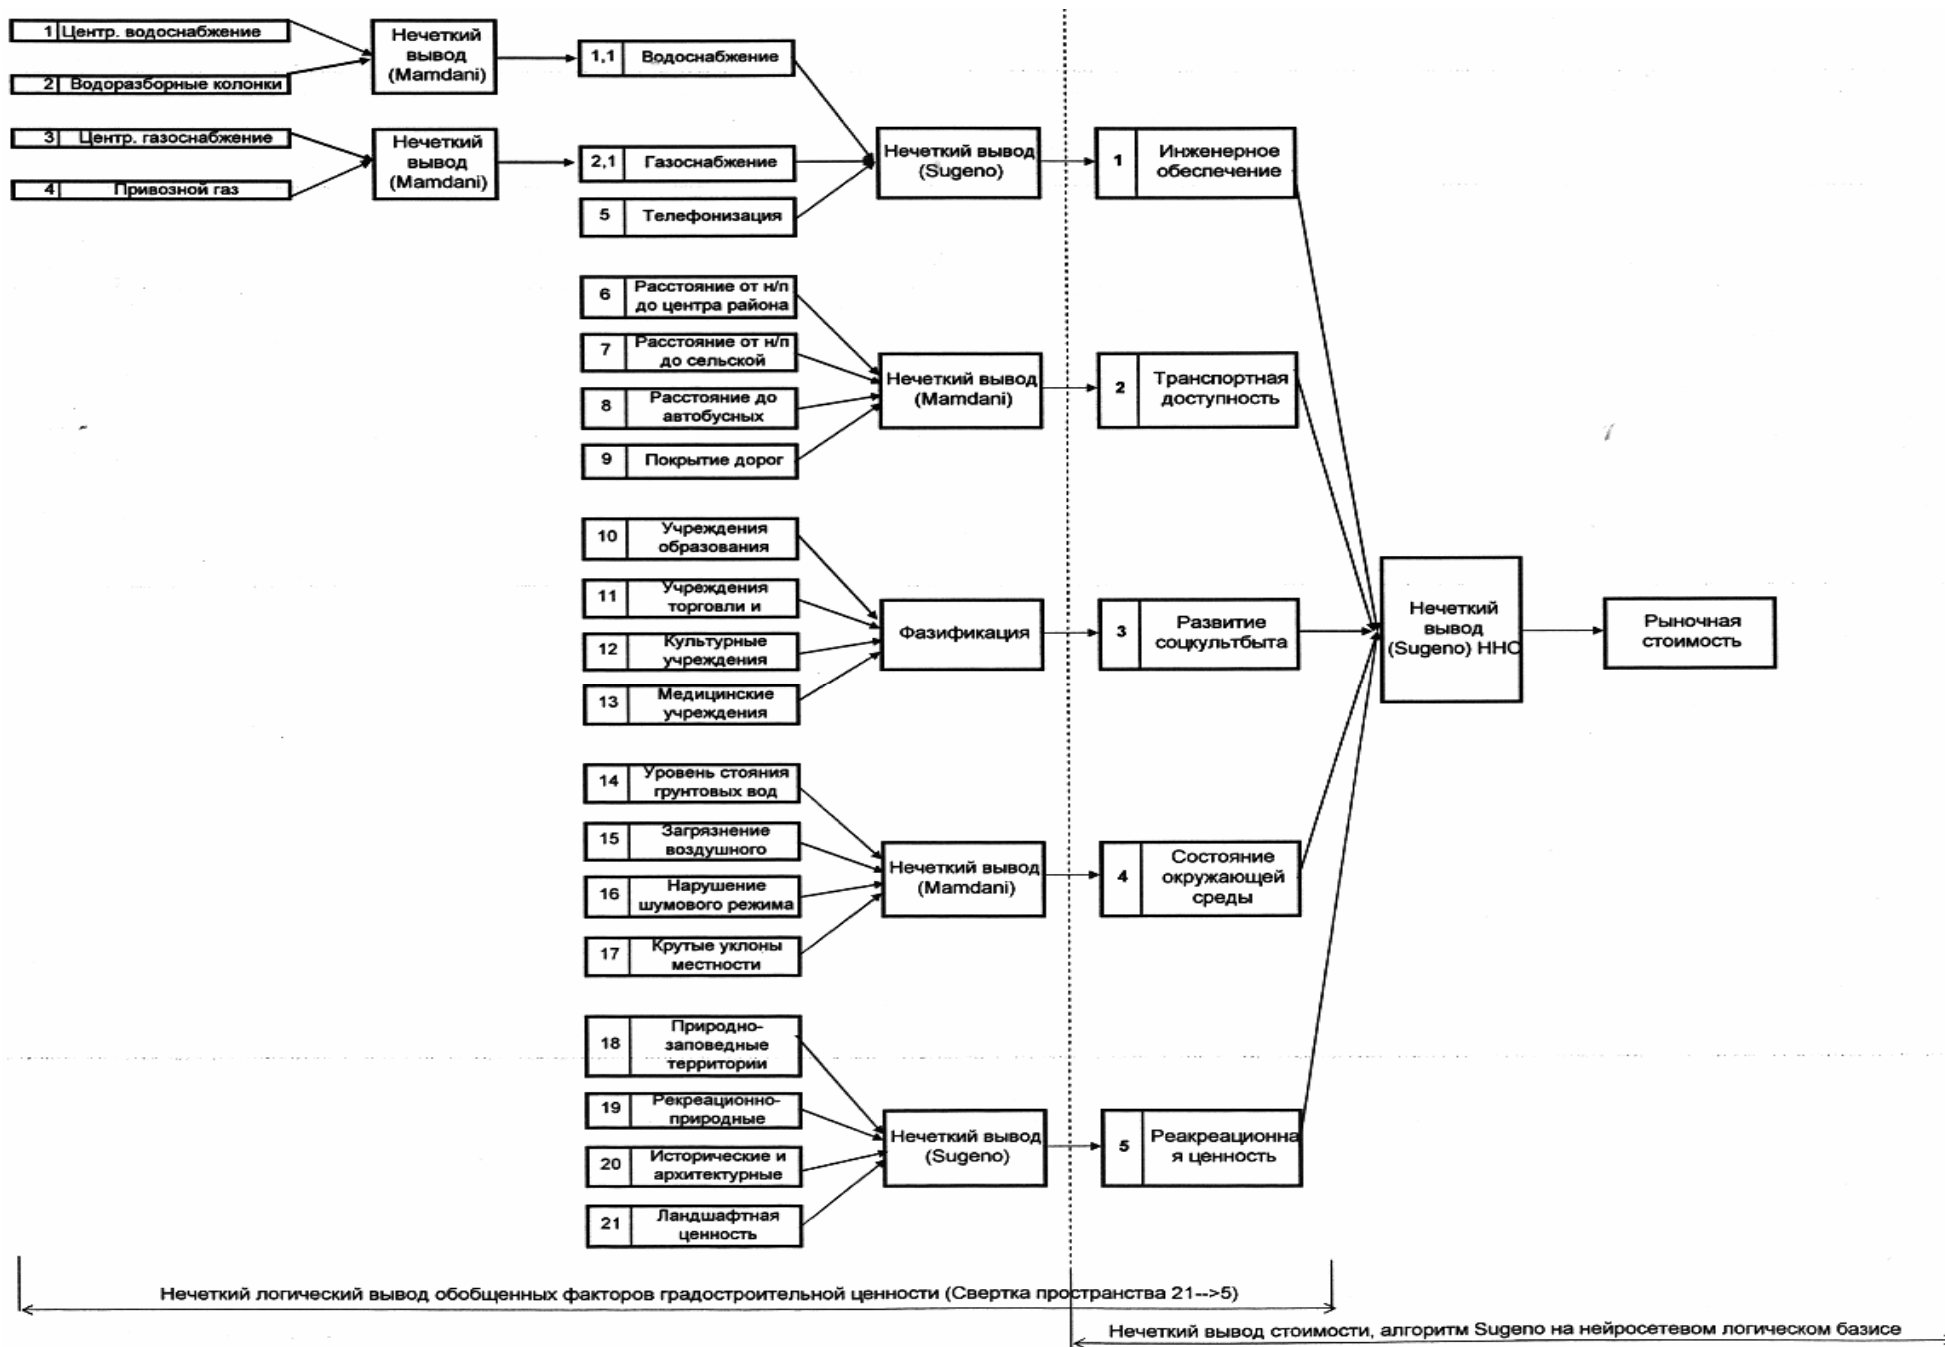 1 Центр. водоснабжение
2 Водоразборные колонки
Нечеткий
вывод
(Mamdani)
1,1 Водоснабжение
3 Центр. газоснабжение
4 Привозной газ
Нечеткий
вывод
(Mamdani)
2,1 Газоснабжение
5 Телефонизация
Нечеткий вывод
(Sugeno)
1 Инженерное
обеспечение
6 Расстояние от н/п
до центра района
7 Расстояние от н/п
до сельской
8 Расстояние до
автобусных
9 Покрытие дорог
Нечеткий вывод
(Mamdani)
2 Транспортная
доступность
10 Учреждения
образования
11 Учреждения
торговли и
12 Культурные
учреждения
13 Медицинские
учреждения
Фазификация
3 Развитие
соцкультбыта
Нечеткий
вывод
(Sugeno) ННС
Рыночная
стоимость
14 Уровень стояния
грунтовых вод
15 Загрязнение
воздушного
16 Нарушение
шумового режима
17 Крутые уклоны
местности
Нечеткий вывод
(Mamdani)
4 Состояние
окружающей
среды
18 Природно-
заповедные
территории
19 Рекреационно-
природные
20 Исторические и
архитектурные
21 Ландшафтная
ценность
Нечеткий вывод
(Sugeno)
5 Реакреационна
я ценность
Нечеткий логический вывод обобщенных факторов градостроительной ценности (Свертка пространства 21-->5)
Нечеткий вывод стоимости, алгоритм Sugeno на нейросетевом логическом базисе